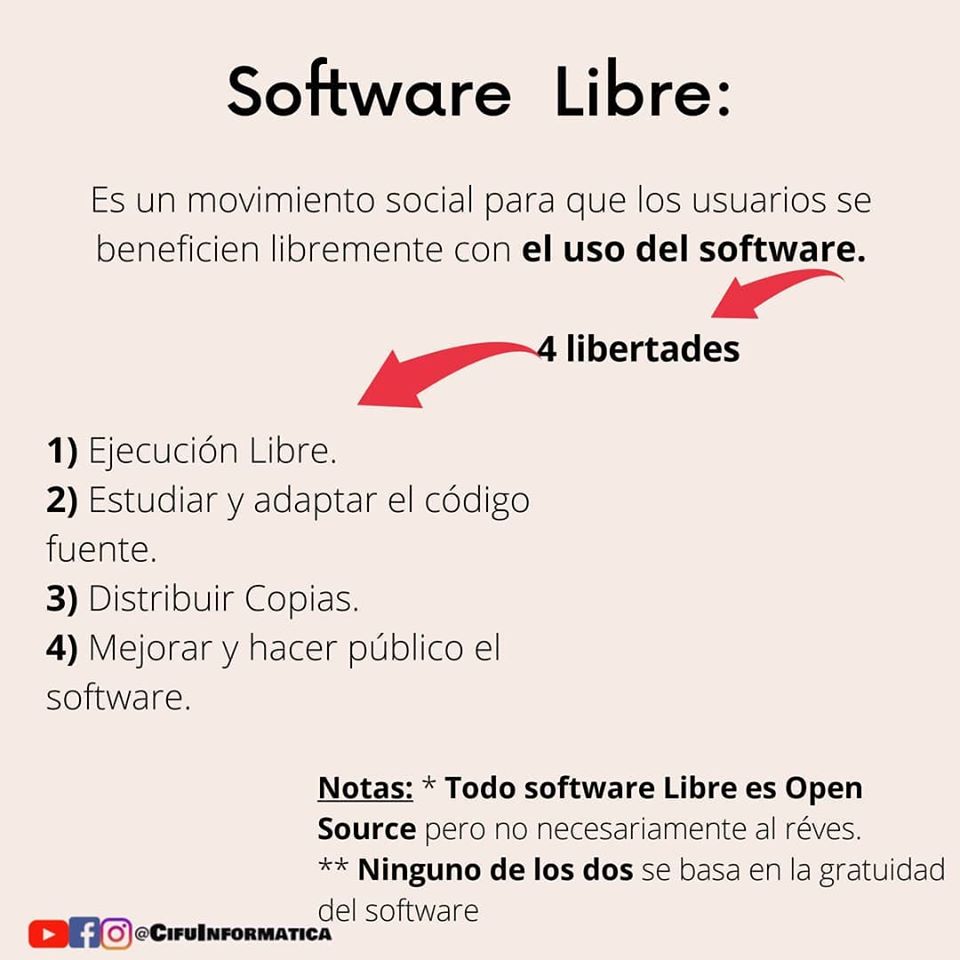 Software Libre:
Es un movimiento social para que los usuarios se
beneficien libremente con el uso del software.
4 libertades
1) Ejecución Libre.
2) Estudiar y adaptar el código
fuente.
3) Distribuir Copias.
4) Mejorar y hacer público el
software.
Notas: * Todo software Libre es Open
Source pero no necesariamente al réves.
** Ninguno de los dos se basa en la gratuidad
del software
@CIFUINFORMATICA